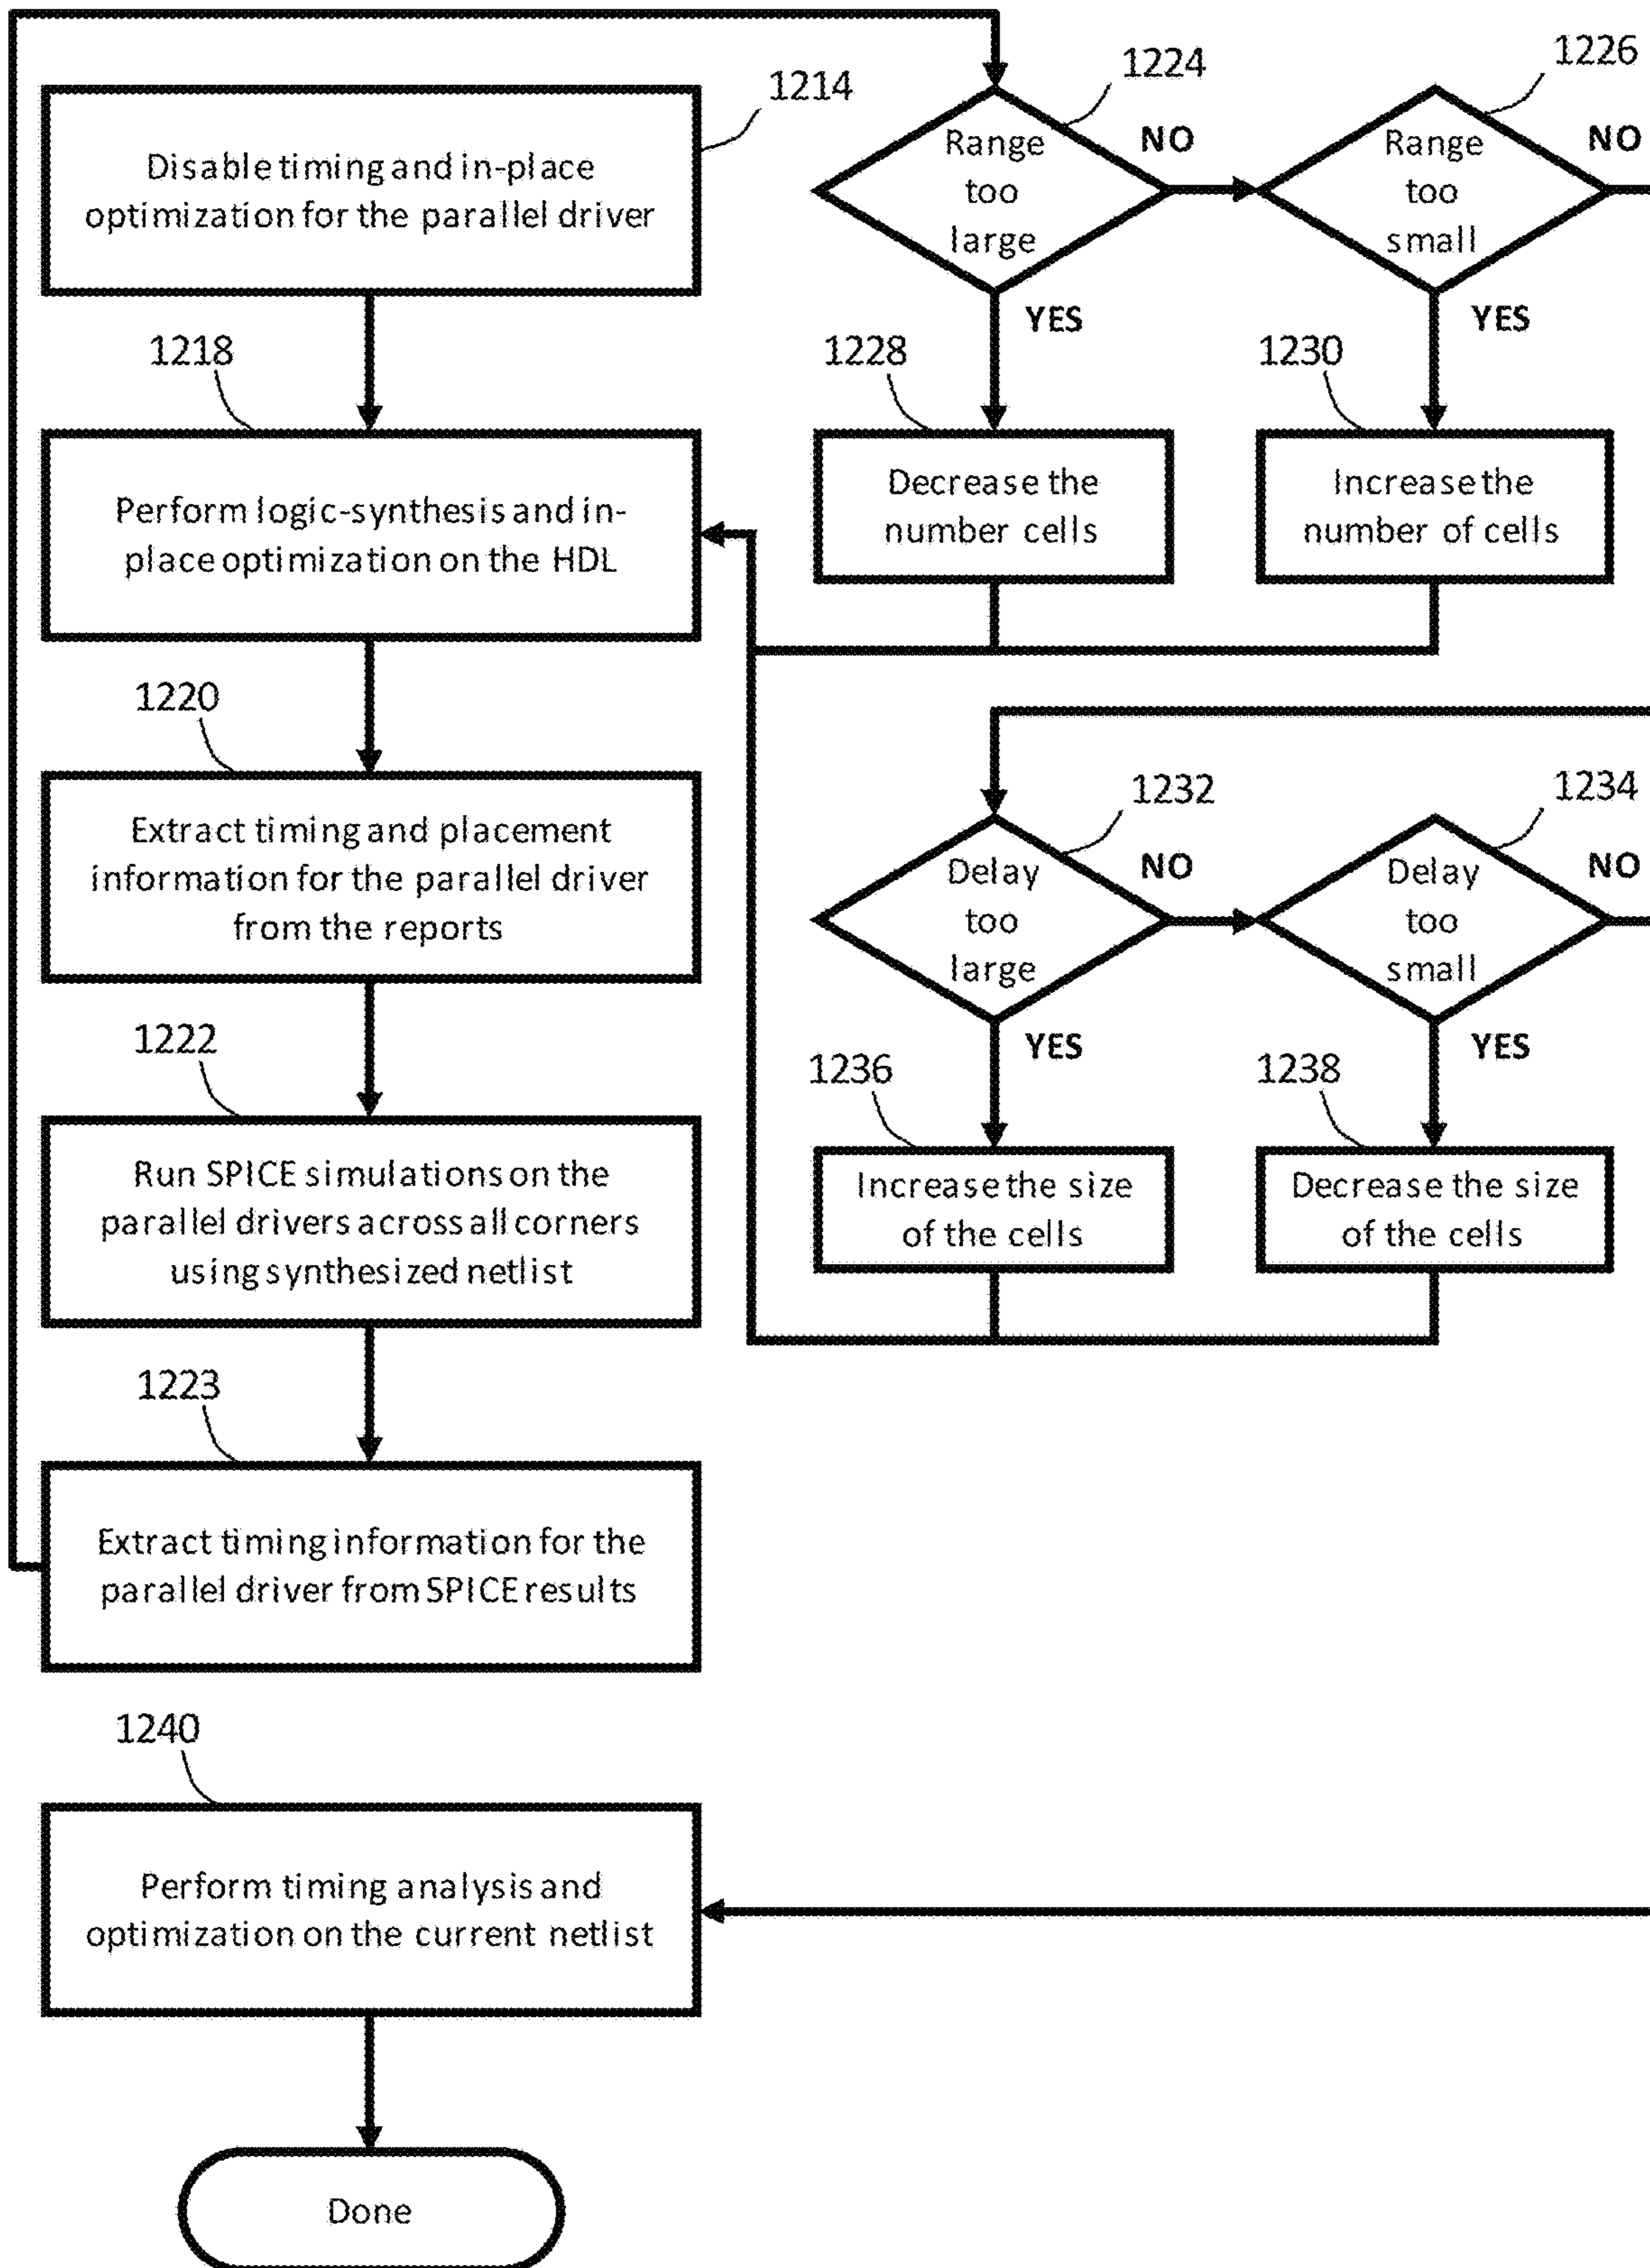 1214
Disable timing and in-place
optimization for the parallel driver
1218
Perform logic-synthesis and in-
place optimization on the HDL
1220
Extract timing and placement
information for the parallel driver
from the reports
1222
Run SPICE simulations on the
parallel drivers across all corners
using synthesized netlist
1223
Extract timing information for the
parallel driver from SPICE results
1240
Perform timing analysis and
optimization on the current netlist
Done
1224
Range
too
large
NO
YES
1226
Range
too
small
NO
YES
1228
Decrease the
number cells
1230
Increase the
number of cells
1232
Delay
too
large
NO
YES
1234
Delay
too
small
NO
YES
1236
Increase the size
of the cells
1238
Decrease the size
of the cells